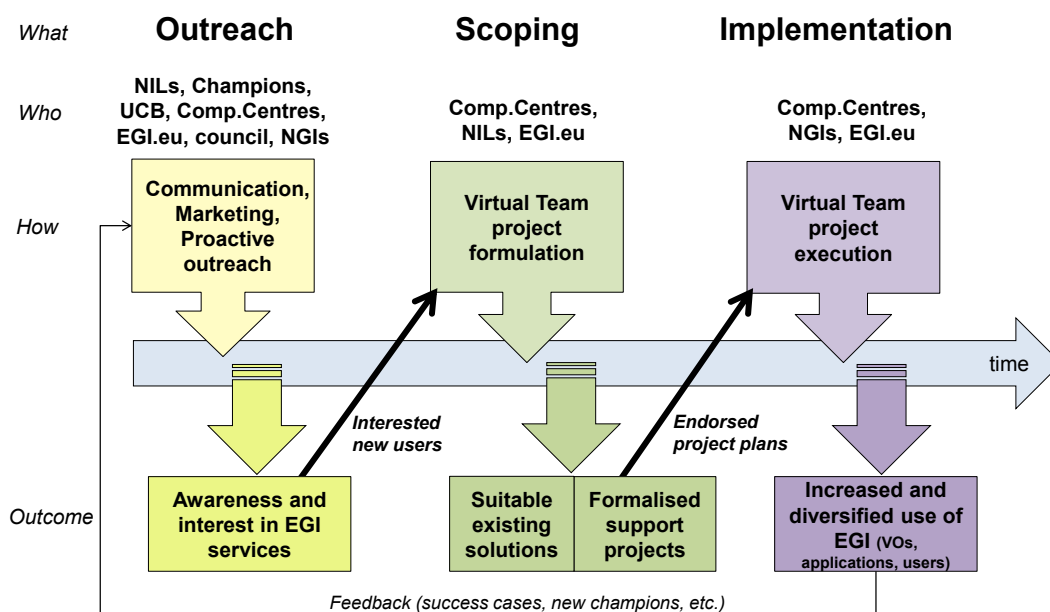 What
Outreach
Scoping
Implementation
Who
NILs, Champions,
UCB, Comp.Centres,
EGI.eu, council, NGIs
Comp.Centres,
NILs, EGI.eu
Comp.Centres,
NGIs, EGI.eu
How
Communication,
Marketing,
Proactive
outreach
Virtual Team
project
formulation
Virtual Team
project
execution
time
Interested
new users
Endorsed
project plans
Outcome
Awareness and
interest in EGI
services
Suitable
existing
solutions
Formalised
support
projects
Increased and
diversified use of
EGI (VOs,
applications, users)
Feedback (success cases, new champions, etc.)